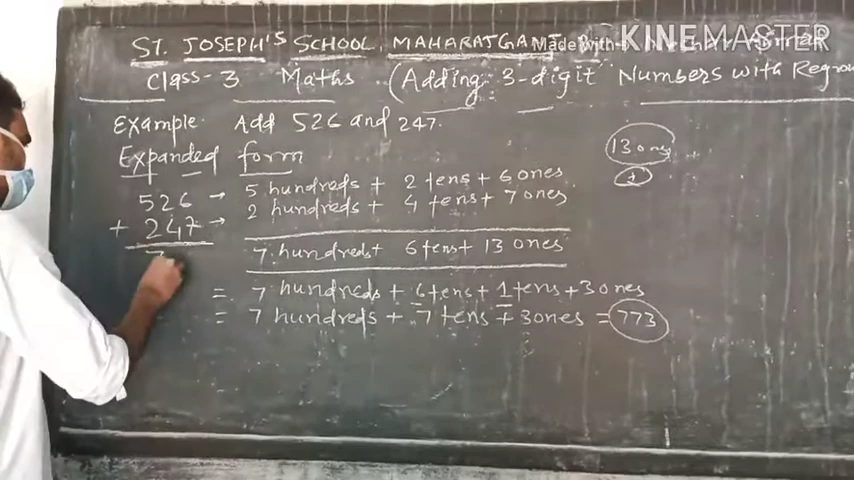 ST. JOSEPH'S SCHOOL, MAHARAJGANJ
Made with KINEMASTER
Class-3 Maths (Adding 3-digit Numbers with Regrou
Example. Add 526 and 247.
13 ones
Expanded form
526 → 5 hundreds + 2 tens + 6 ones
+ 247 → 2 hundreds + 4 tens + 7 ones
7 hundreds + 6 tens + 13 ones
= 7 hundreds + 6 tens + 1 tens + 3 ones
= 7 hundreds + 7 tens + 3 ones = 773